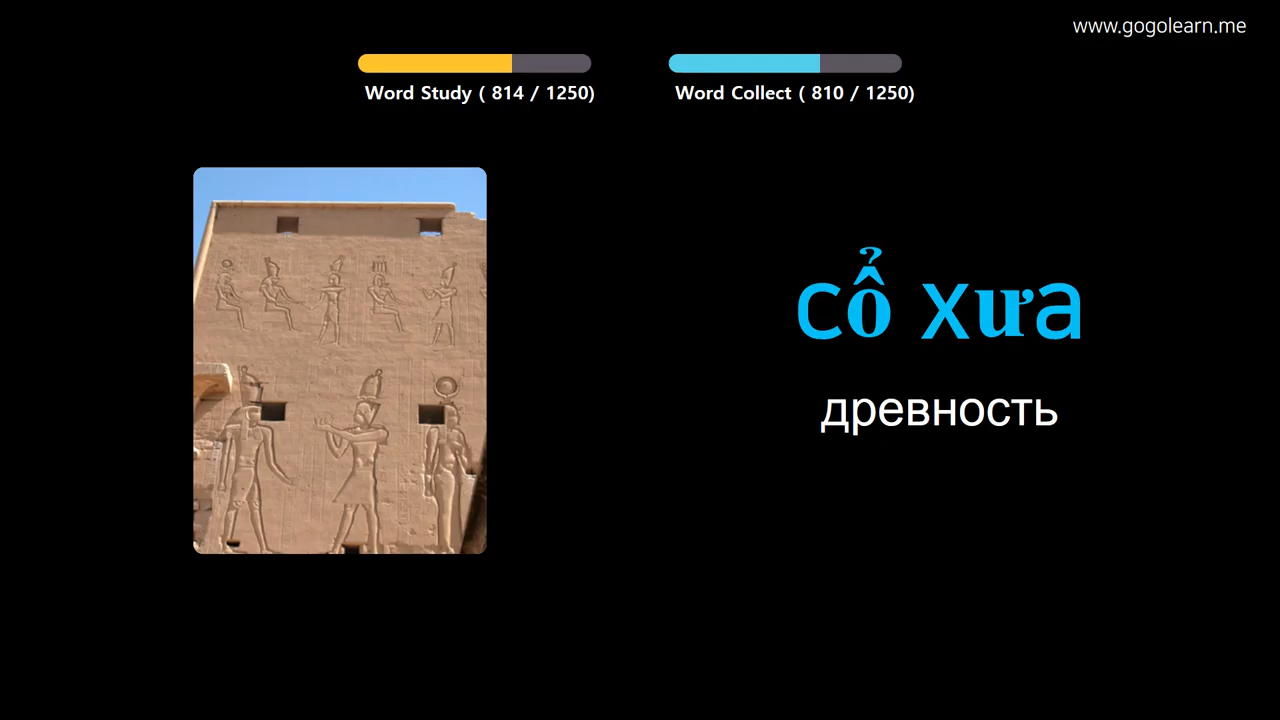 www.gogolearn.me
Word Study ( 814 / 1250)
Word Collect ( 810 / 1250)
cổ xưa
древность